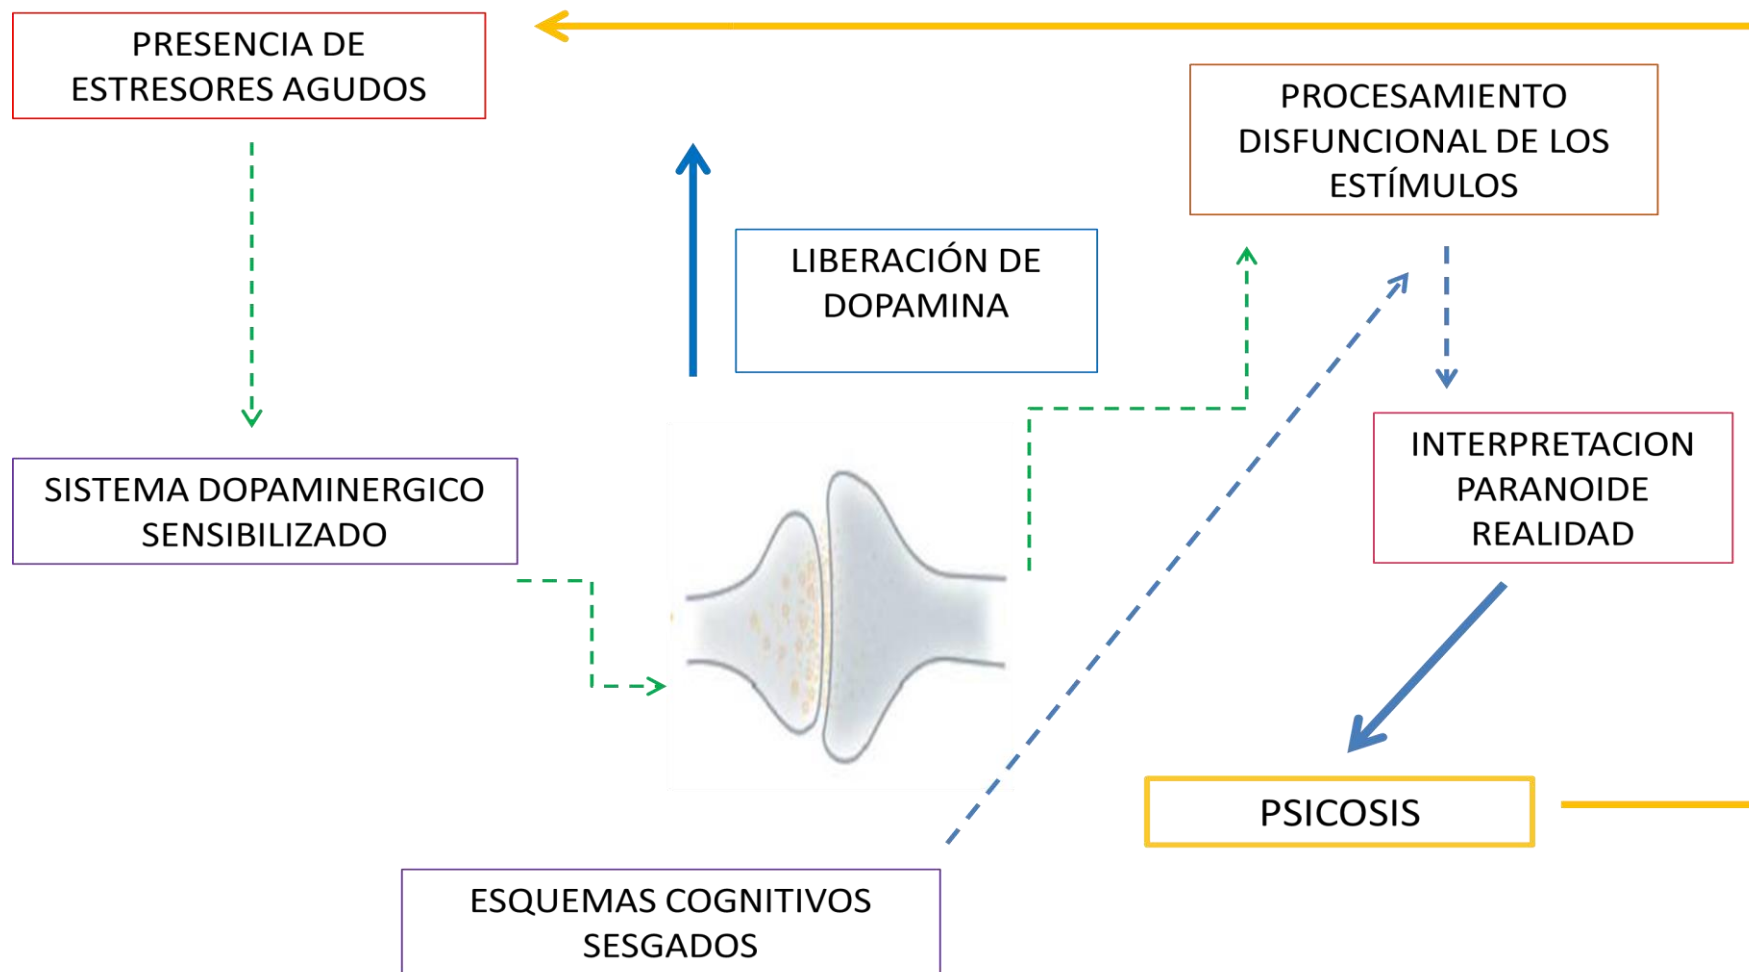 PRESENCIA DE
ESTRESORES AGUDOS
PROCESAMIENTO
DISFUNCIONAL DE LOS
ESTÍMULOS
LIBERACIÓN DE
DOPAMINA
SISTEMA DOPAMINERGICO
SENSIBILIZADO
INTERPRETACION
PARANOIDE
REALIDAD
PSICOSIS
ESQUEMAS COGNITIVOS
SESGADOS